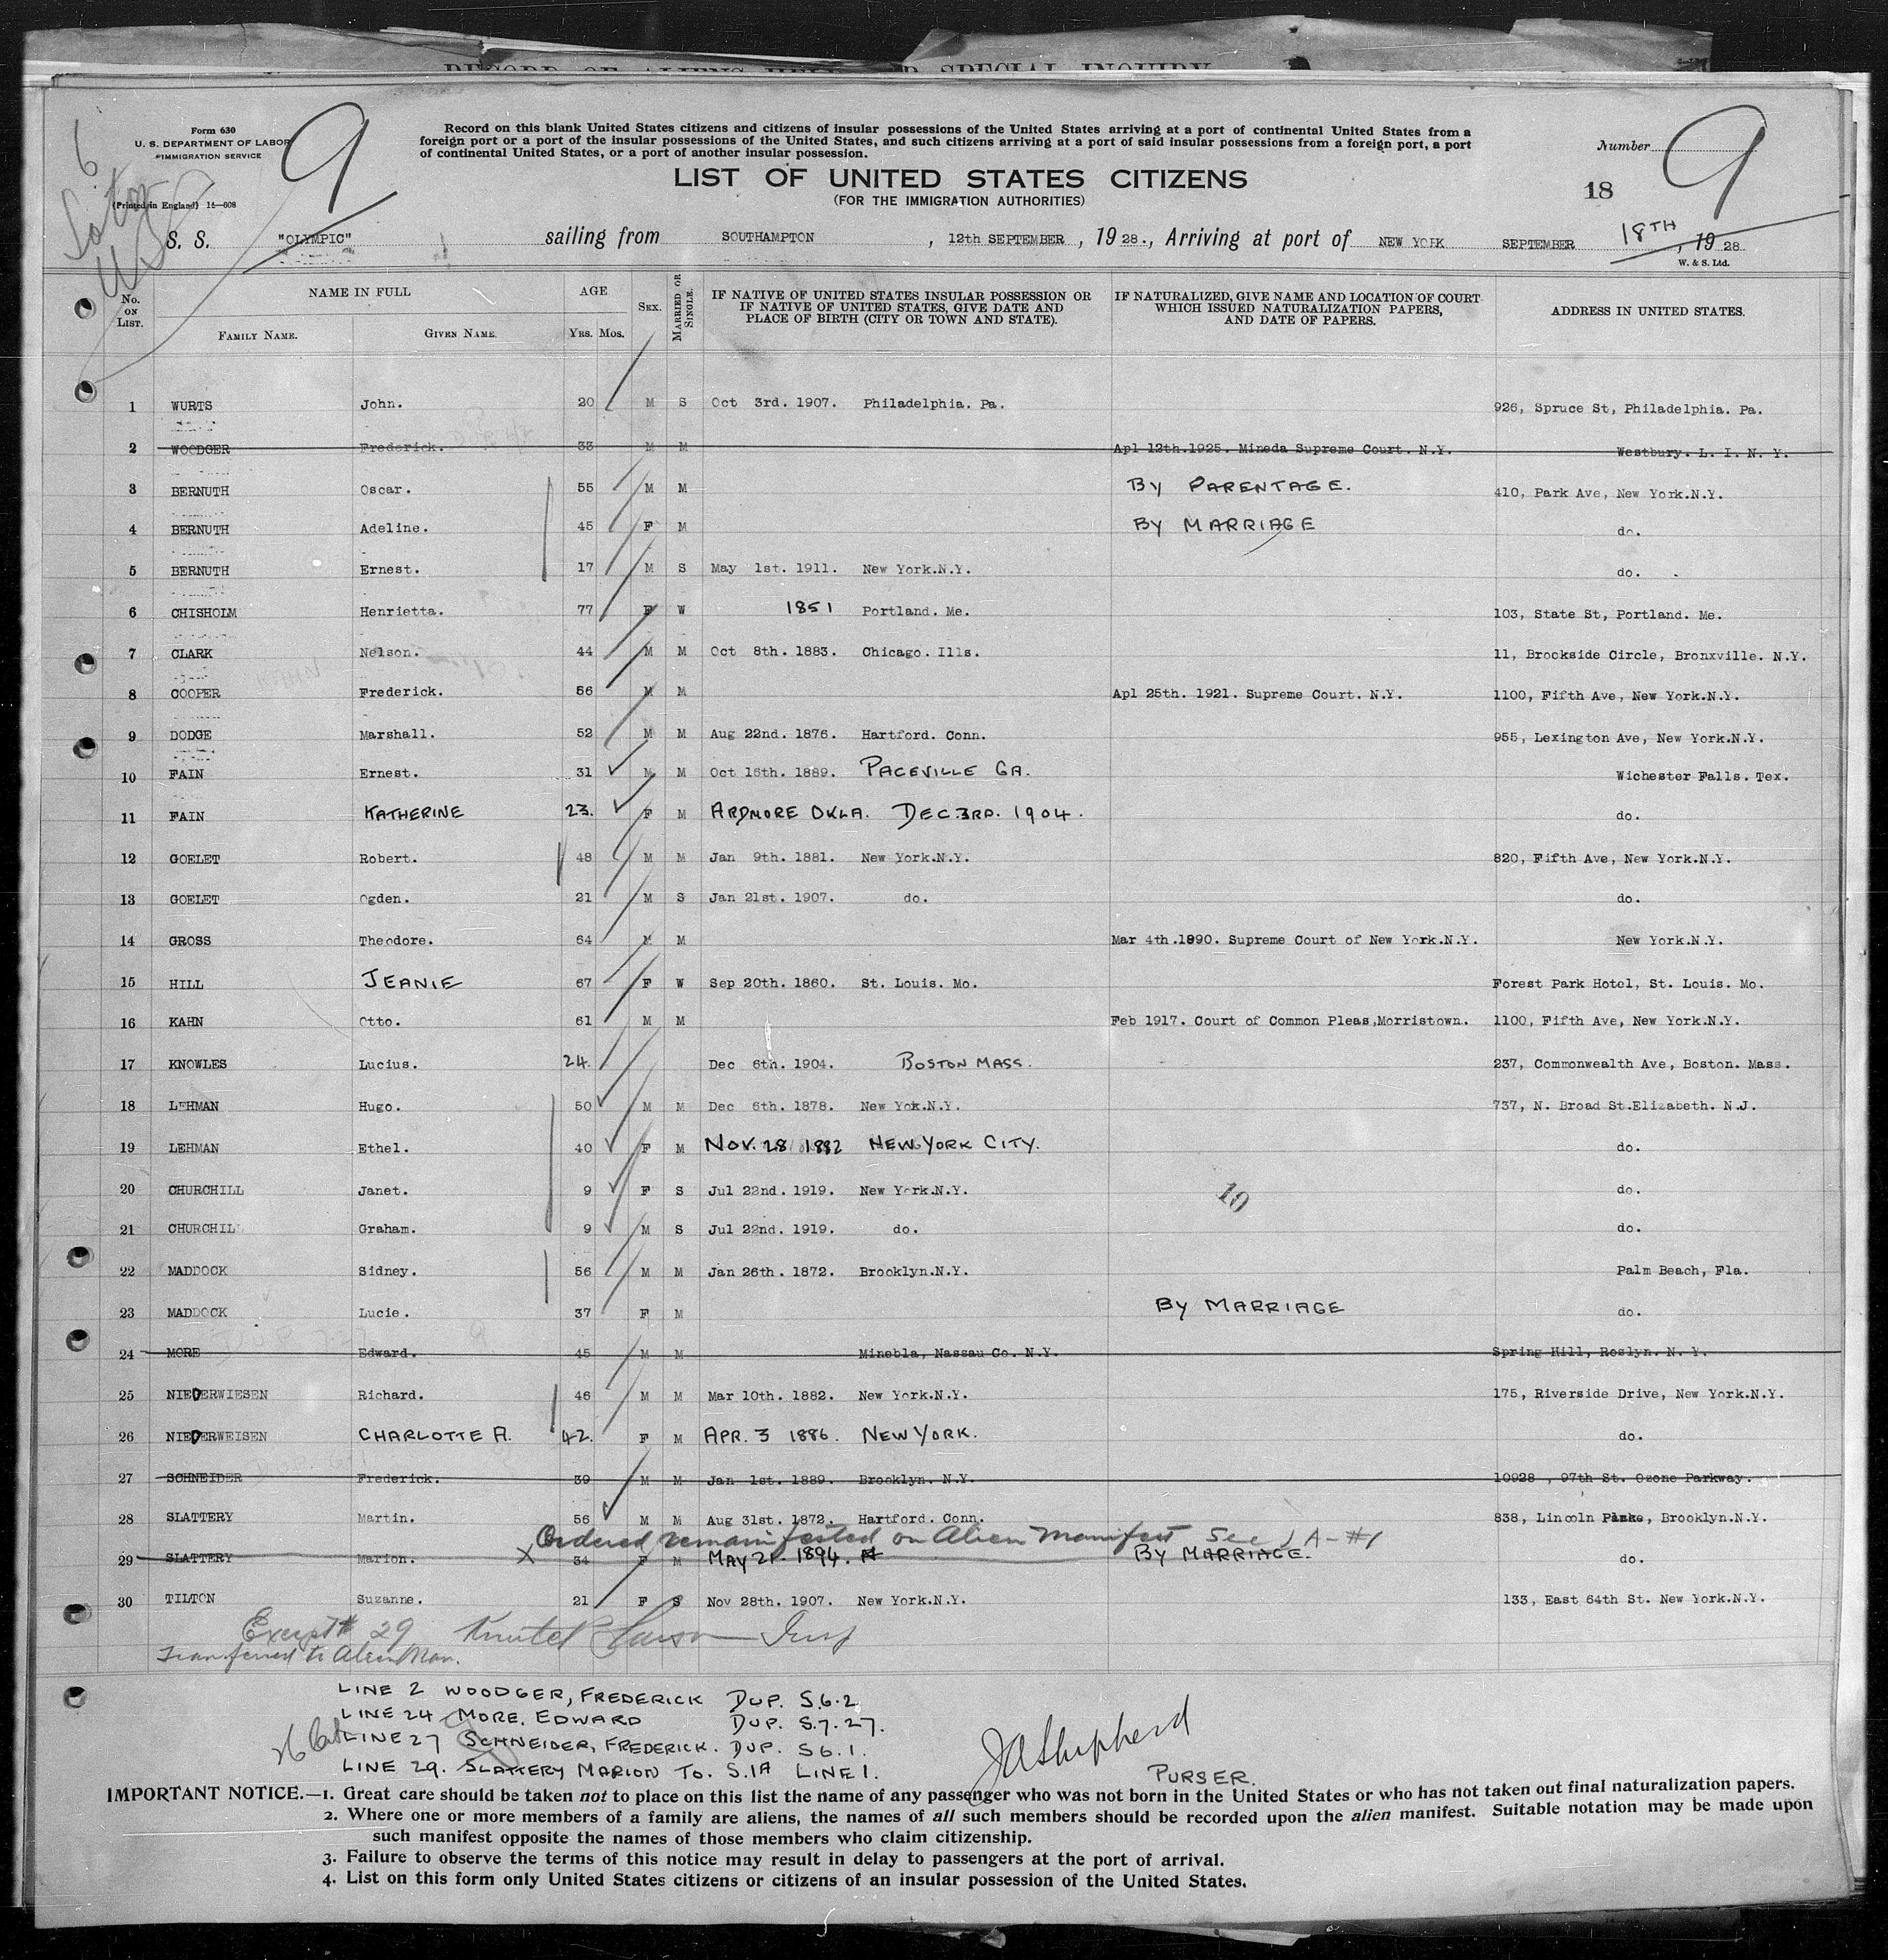 RECORD OF ALIENS HELD FOR SPECIAL INQUIRY
6
9
9
Form 630
U. S. DEPARTMENT OF LABOR
IMMIGRATION SERVICE
(Printed in England) 14—608
Record on this blank United States citizens and citizens of insular possessions of the United States arriving at a port of continental United States from a
foreign port or a port of the insular possessions of the United States, and such citizens arriving at a port of said insular possessions from a foreign port, a port
of continental United States, or a port of another insular possession.
Number
LIST OF UNITED STATES CITIZENS
(FOR THE IMMIGRATION AUTHORITIES)
18
S. S. "OLYMPIC" sailing from SOUTHAMPTON, 12th SEPTEMBER, 1928., Arriving at port of NEW YORK SEPTEMBER 18TH, 1928
W. & S. Ltd.
No. on List. NAME IN FULL AGE Sex. Married or Single. IF NATIVE OF UNITED STATES INSULAR POSSESSION OR IF NATIVE OF UNITED STATES, GIVE DATE AND PLACE OF BIRTH (CITY OR TOWN AND STATE). IF NATURALIZED, GIVE NAME AND LOCATION OF COURT WHICH ISSUED NATURALIZATION PAPERS, AND DATE OF PAPERS. ADDRESS IN UNITED STATES.
Family Name. Given Name. Yrs. Mos.
1 WURTS John. 20 M S Oct 3rd. 1907. Philadelphia. Pa. 926, Spruce St, Philadelphia. Pa.
2 WOODGER Frederick. 33 M M Apl 12th.1925. Mineda Supreme Court. N.Y. Westbury. L. I. N. Y.
3 BERNUTH Oscar. 55 M M By PARENTAGE. 410, Park Ave, New York.N.Y.
4 BERNUTH Adeline. 45 F M By MARRIAGE do.
5 BERNUTH Ernest. 17 M S May 1st. 1911. New York.N.Y. do.
6 CHISHOLM Henrietta. 77 F W 1851 Portland. Me. 103, State St, Portland. Me.
7 CLARK Nelson. 44 M M Oct 8th. 1883. Chicago. Ills. 11, Brookside Circle, Bronxville. N.Y.
8 COOPER Frederick. 56 M M Apl 25th. 1921. Supreme Court. N.Y. 1100, Fifth Ave, New York.N.Y.
9 DODGE Marshall. 52 M M Aug 22nd. 1876. Hartford. Conn. 955, Lexington Ave, New York.N.Y.
10 FAIN Ernest. 31 M M Oct 16th. 1889. PACEVILLE GA. Wichester Falls. Tex.
11 FAIN KATHERINE 23. F M ARDMORE OKLA. DEC.3RD. 1904. do.
12 GOELET Robert. 48 M M Jan 9th. 1881. New York.N.Y. 820, Fifth Ave, New York.N.Y.
13 GOELET Ogden. 21 M S Jan 21st. 1907. do. do.
14 GROSS Theodore. 64 M M Mar 4th.1890. Supreme Court of New York.N.Y. New York.N.Y.
15 HILL JEANIE 67 F W Sep 20th. 1860. St. Louis. Mo. Forest Park Hotel, St. Louis. Mo.
16 KAHN Otto. 61 M M Feb 1917. Court of Common Pleas,Morristown. 1100, Fifth Ave, New York.N.Y.
17 KNOWLES Lucius. 24. Dec 6th. 1904. BOSTON MASS. 237, Commonwealth Ave, Boston. Mass.
18 LEHMAN Hugo. 50 M M Dec 6th. 1878. New Yok.N.Y. 737, N. Broad St.Elizabeth. N.J.
19 LEHMAN Ethel. 40 F M NOV. 28 1882 NEW YORK CITY. do.
20 CHURCHILL Janet. 9 F S Jul 22nd. 1919. New York.N.Y. 10 do.
21 CHURCHILL Graham. 9 M S Jul 22nd. 1919. do. do.
22 MADDOCK Sidney. 56 M M Jan 26th. 1872. Brooklyn.N.Y. Palm Beach, Fla.
23 MADDOCK Lucie. 37 F M By MARRIAGE do.
24 MORE Edward. 45 M M Minebla, Nassau Co. N.Y. Spring Hill, Roslyn. N. Y.
25 NIEDERWIESEN Richard. 46 M M Mar 10th. 1882. New York.N.Y. 175, Riverside Drive, New York.N.Y.
26 NIEDERWEISEN CHARLOTTE A. 42. F M APR. 3 1886. NEW YORK. do.
27 SCHNEIDER Frederick. 39 M M Jan 1st. 1889. Brooklyn. N.Y. 10928 , 97th St. Ozone Parkway.
28 SLATTERY Martin. 56 M M Aug 31st. 1872. Hartford. Conn. 838, Lincoln Place, Brooklyn.N.Y.
Ordered remanifested on Alien Manifest See 1 A-#1
29 X SLATTERY Marion. 34 F M MAY 21. 1894. By MARRIAGE. do.
30 TILTON Suzanne. 21 F S Nov 28th. 1907. New York.N.Y. 133, East 64th St. New York.N.Y.
Except # 29
Transferred to Alien Man.
LINE 2 WOODGER, FREDERICK DUP. S.6.2
LINE 24 MORE. EDWARD DUP. S.7.27.
LINE 27 SCHNEIDER, FREDERICK. DUP. S6.1.
LINE 29. SLATTERY MARION TO. S.1A LINE 1.
JA Shepherd
PURSER.
IMPORTANT NOTICE.—1. Great care should be taken not to place on this list the name of any passenger who was not born in the United States or who has not taken out final naturalization papers.
2. Where one or more members of a family are aliens, the names of all such members should be recorded upon the alien manifest. Suitable notation may be made upon
such manifest opposite the names of those members who claim citizenship.
3. Failure to observe the terms of this notice may result in delay to passengers at the port of arrival.
4. List on this form only United States citizens or citizens of an insular possession of the United States.